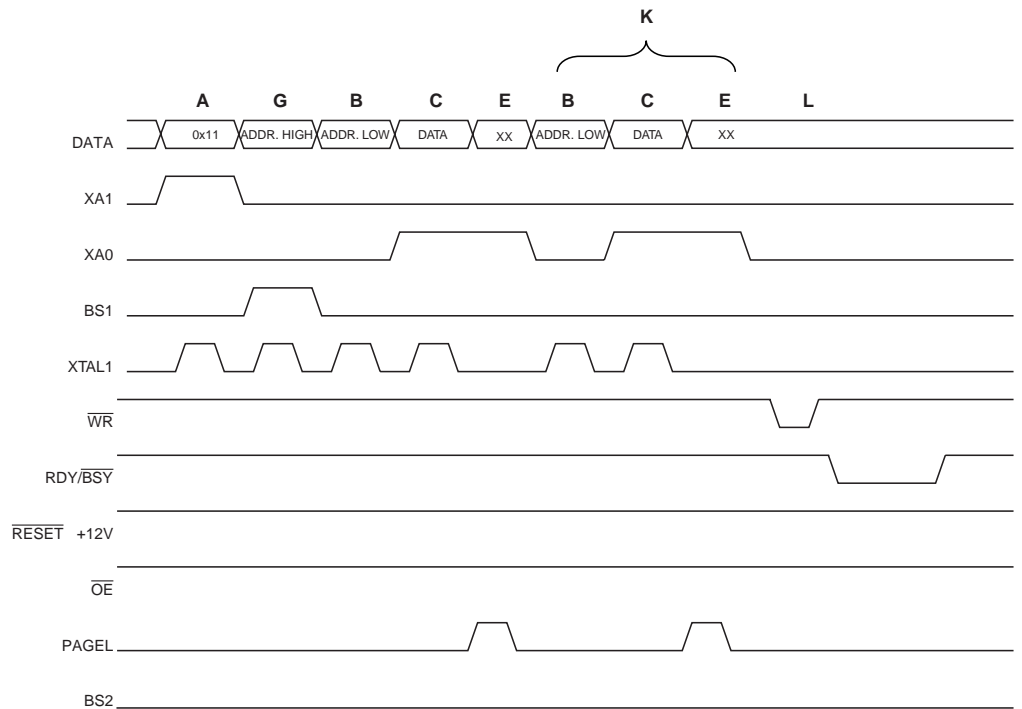 K
A G B C E B C E L
DATA 0x11 ADDR. HIGH ADDR. LOW DATA XX ADDR. LOW DATA XX
XA1
XA0
BS1
XTAL1
WR
RDY/BSY
RESET +12V
OE
PAGEL
BS2